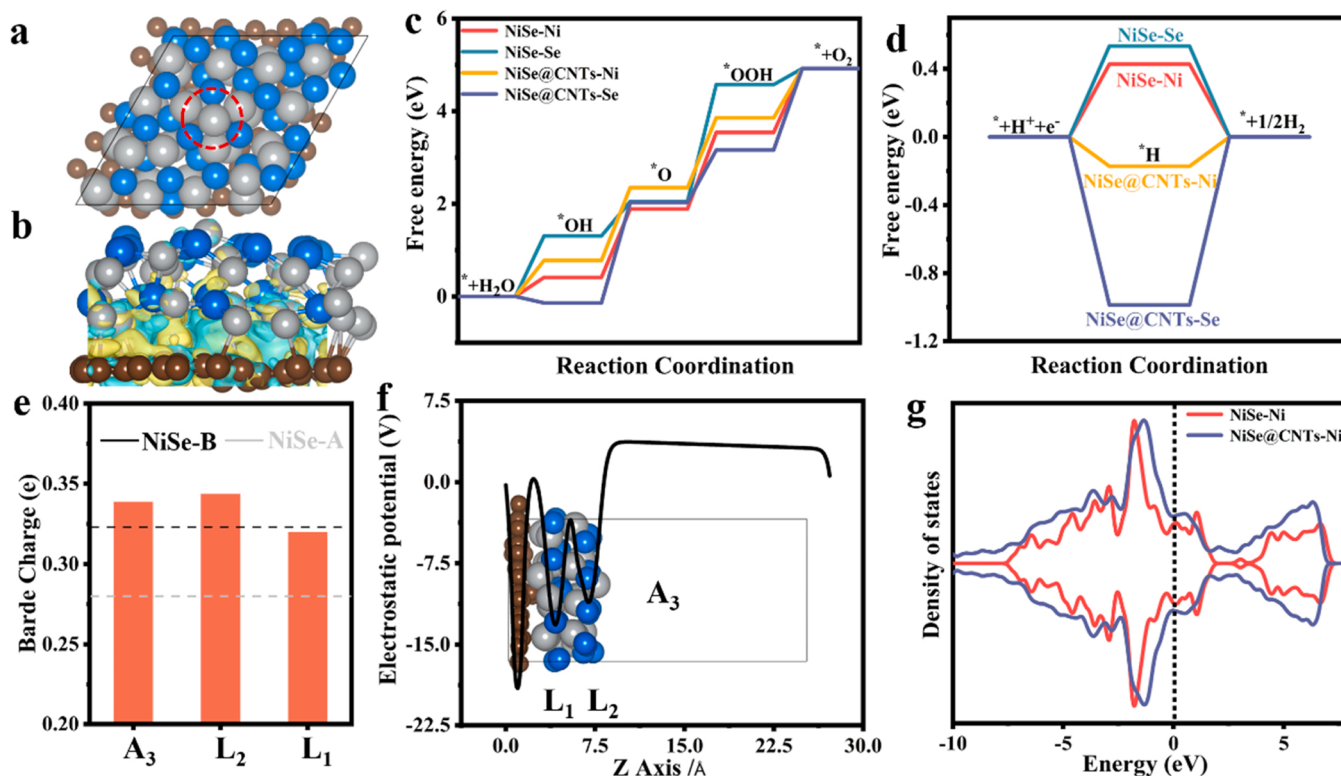 a
b
c
Free energy (eV)
6
4
2
0
NiSe-Ni
NiSe-Se
NiSe@CNTs-Ni
NiSe@CNTs-Se
*+H₂O
*OH
*O
*OOH
*+O₂
Reaction Coordination
d
Free energy (eV)
0.4
0.0
-0.4
-0.8
-1.2
NiSe-Se
NiSe-Ni
*+H⁺+e⁻
*+1/2H₂
*H
NiSe@CNTs-Ni
NiSe@CNTs-Se
Reaction Coordination
e
Barde Charge (e)
0.40
0.35
0.30
0.25
0.20
NiSe-B
NiSe-A
A₃
L₂
L₁
f
Electrostatic potential (V)
7.5
0.0
-7.5
-15.0
-22.5
A₃
L₁
L₂
0.0
7.5
15.0
22.5
30.0
Z Axis /Å
g
Density of states
NiSe-Ni
NiSe@CNTs-Ni
-10
-5
0
5
Energy (eV)